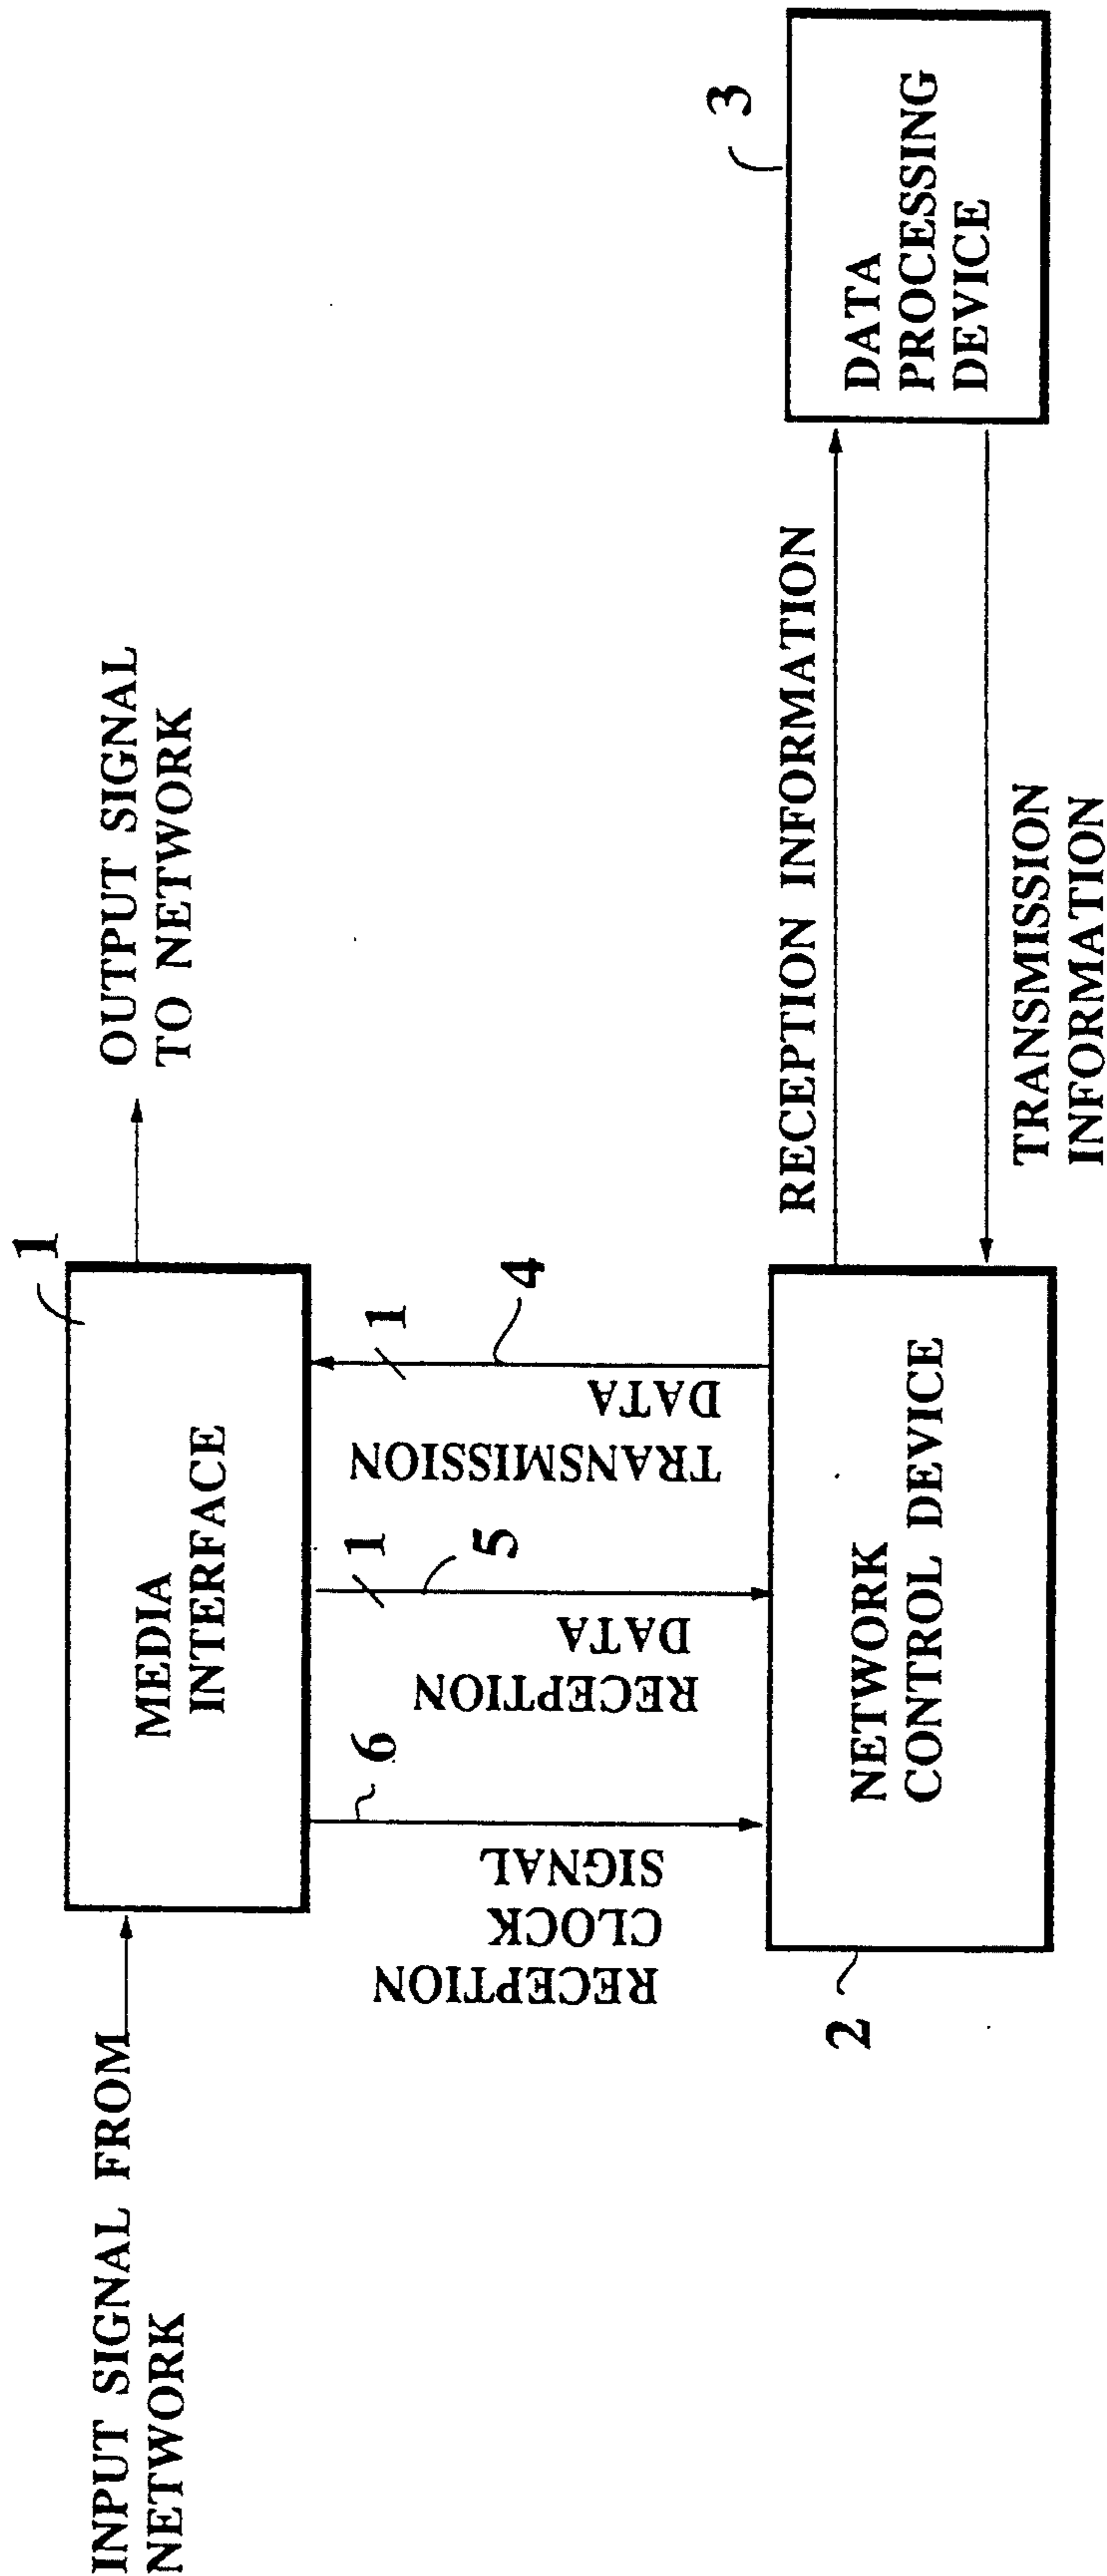 INPUT SIGNAL FROM
NETWORK
MEDIA
INTERFACE
1
OUTPUT SIGNAL
TO NETWORK
RECEPTION
CLOCK
SIGNAL
6
RECEPTION
DATA
1
5
TRANSMISSION
DATA
1
4
2
NETWORK
CONTROL DEVICE
RECEPTION INFORMATION
TRANSMISSION
INFORMATION
3
DATA
PROCESSING
DEVICE